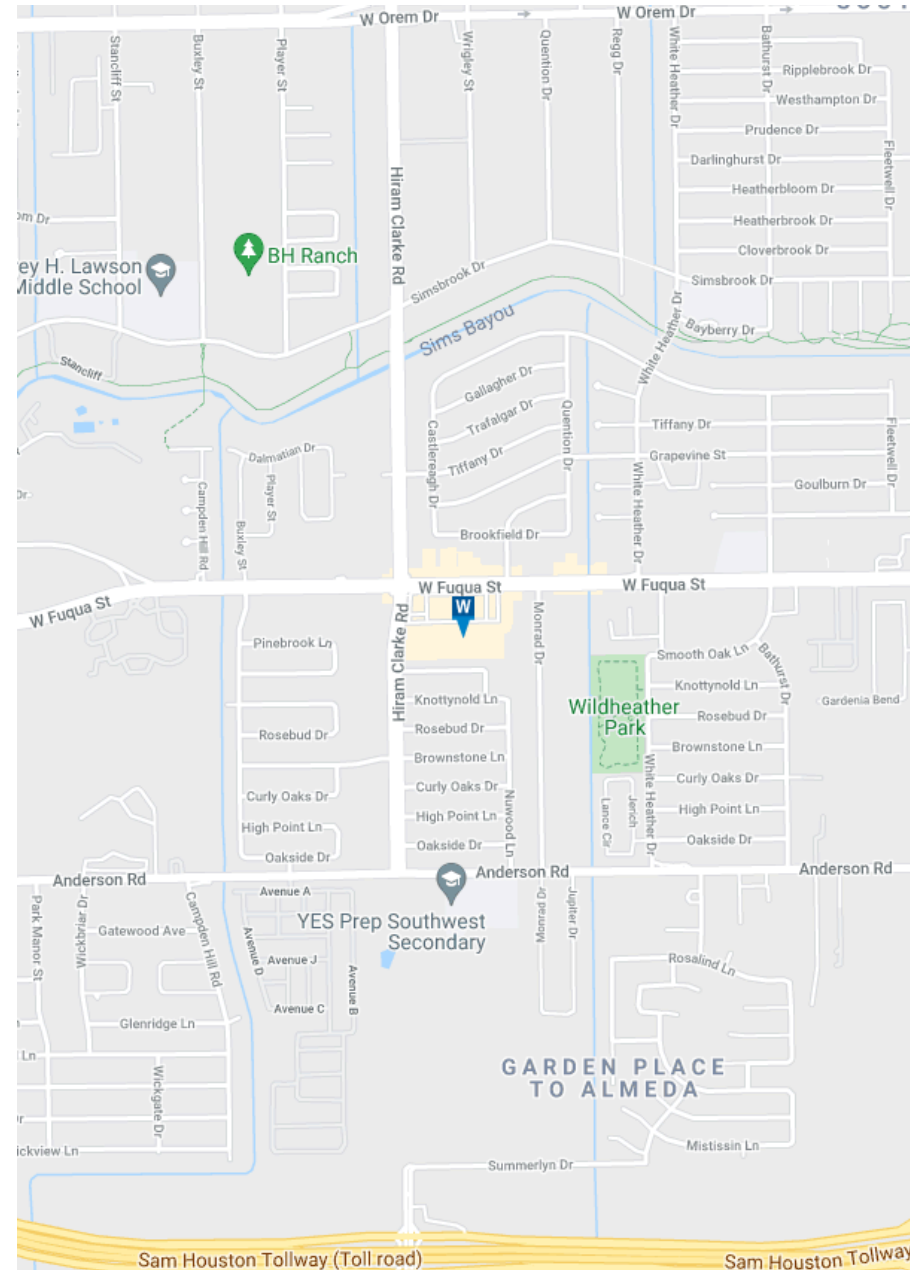 W Orem Dr
W Orem Dr
Stancliff St
Buxley St
Player St
Wrigley St
Quention Dr
Regg Dr
White Heather Dr
Bathurst Dr
Ripplebrook Dr
Westhampton Dr
Prudence Dr
Darlinghurst Dr
Fleetwell Dr
Heatherbloom Dr
Heatherbrook Dr
Cloverbrook Dr
Hiram Clarke Rd
om Dr
BH Ranch
rey H. Lawson
Middle School
Simsbrook Dr
Simsbrook Dr
Sims Bayou
White Heather Dr
Bayberry Dr
Stancliff
Gallagher Dr
Trafalgar Dr
Tiffany Dr
Castlereagh Dr
Quention Dr
Tiffany Dr
Grapevine St
Fleetwell Dr
Goulburn Dr
Dalmatian Dr
Player St
Campden Hill Rd
Buxley St
Dr
Brookfield Dr
White Heather Dr
W Fuqua St
W Fuqua St
W Fuqua St
W
Hiram Clarke Rd
Monrad Dr
Pinebrook Ln
Smooth Oak Ln
Bathurst Dr
Knottynold Ln
Knottynold Ln
Gardenia Bend
Wildheather
Park
Rosebud Dr
Rosebud Dr
Rosebud Dr
Brownstone Ln
Brownstone Ln
Curly Oaks Dr
Curly Oaks Dr
Curly Oaks Dr
White Heather Dr
Lance Cir
Jerich
High Point Ln
High Point Ln
High Point Ln
Nuwood Ln
Oakside Dr
Oakside Dr
Oakside Dr
Anderson Rd
Anderson Rd
Anderson Rd
Avenue A
YES Prep Southwest
Secondary
Park Manor St
Wickbrier Dr
Gatewood Ave
Campden Hill Rd
Avenue D
Avenue J
Avenue B
Avenue C
Monrad Dr
Jupiter Dr
Rosalind Ln
Glenridge Ln
Ln
Wickgate Dr
GARDEN PLACE
TO ALMEDA
ickview Ln
Mistissin Ln
Summerlyn Dr
Sam Houston Tollway (Toll road)
Sam Houston Tollway